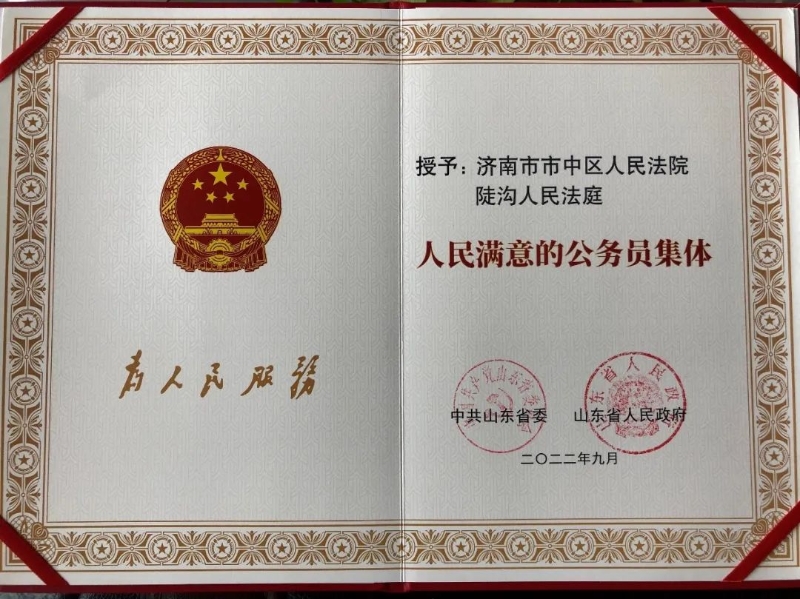 为人民服务
授予：济南市市中区人民法院
陡沟人民法庭
人民满意的公务员集体
中共山东省委 山东省人民政府
二〇二二年九月